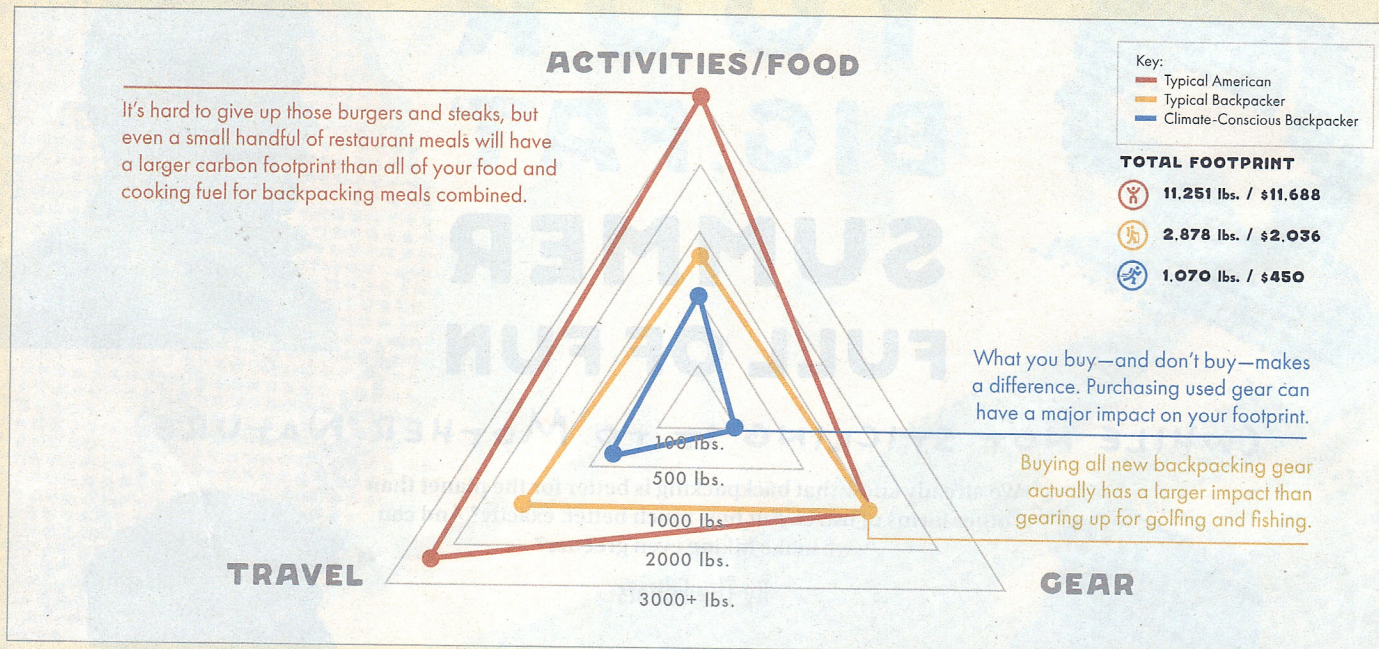 ACTIVITIES/FOOD
It's hard to give up those burgers and steaks, but
even a small handful of restaurant meals will have
a larger carbon footprint than all of your food and
cooking fuel for backpacking meals combined.
Key:
Typical American
Typical Backpacker
Climate-Conscious Backpacker
TOTAL FOOTPRINT
11,251 lbs. / $11,688
2,878 lbs. / $2,036
1,070 lbs. / $450
What you buy—and don't buy—makes
a difference. Purchasing used gear can
have a major impact on your footprint.
Buying all new backpacking gear
actually has a larger impact than
gearing up for golfing and fishing.
100 lbs.
500 lbs.
1000 lbs.
2000 lbs.
3000+ lbs.
TRAVEL
GEAR
BIG
SUMMER
FULL OF FUN